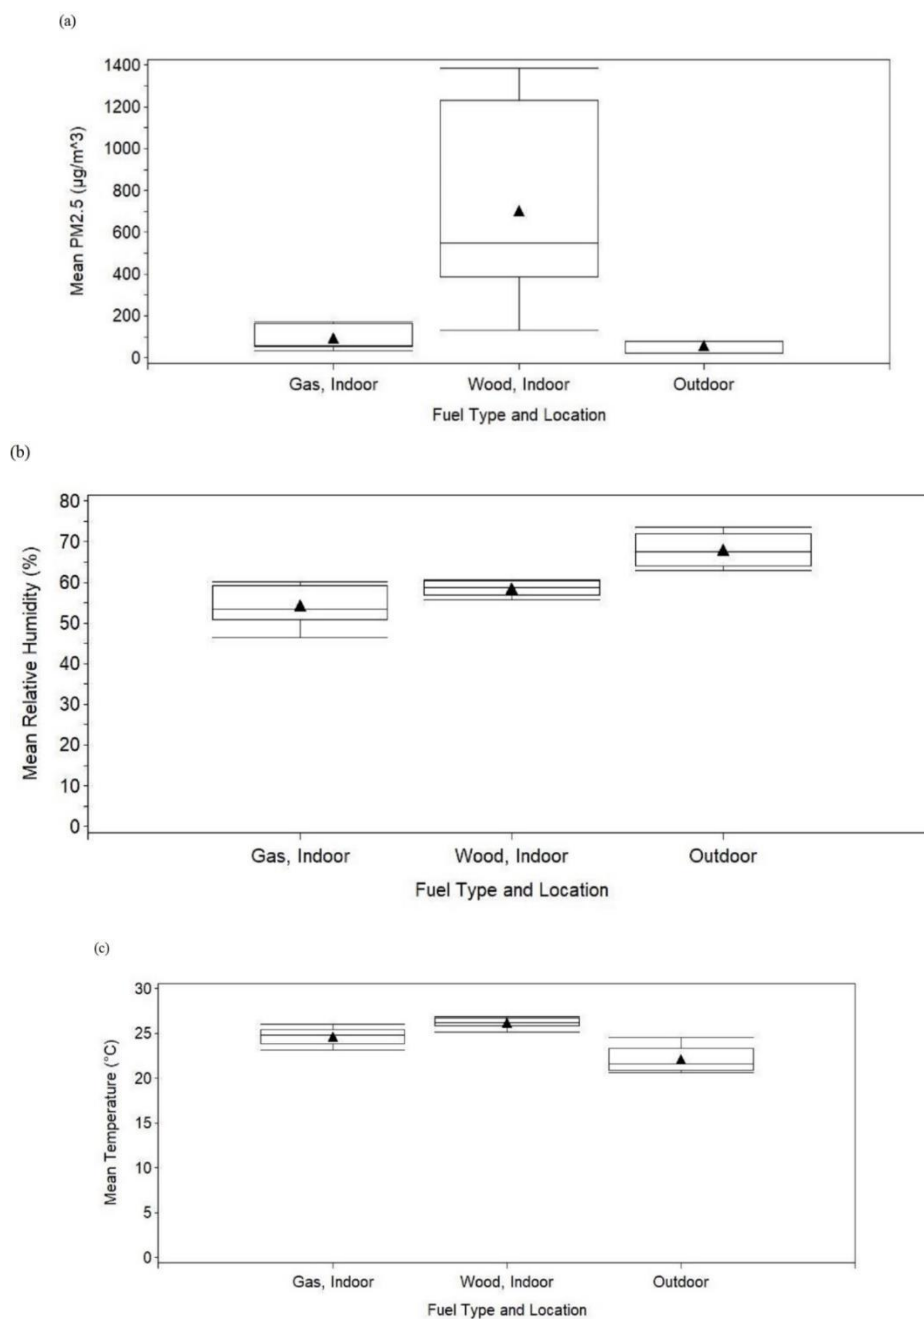 (a)
1400
1200
1000
800
600
400
200
0
Mean PM2.5 (µg/m^3)
Gas, Indoor Wood, Indoor Outdoor
Fuel Type and Location
(b)
80
70
60
50
40
30
20
10
0
Mean Relative Humidity (%)
Gas, Indoor Wood, Indoor Outdoor
Fuel Type and Location
(c)
30
25
20
15
10
5
0
Mean Temperature (°C)
Gas, Indoor Wood, Indoor Outdoor
Fuel Type and Location